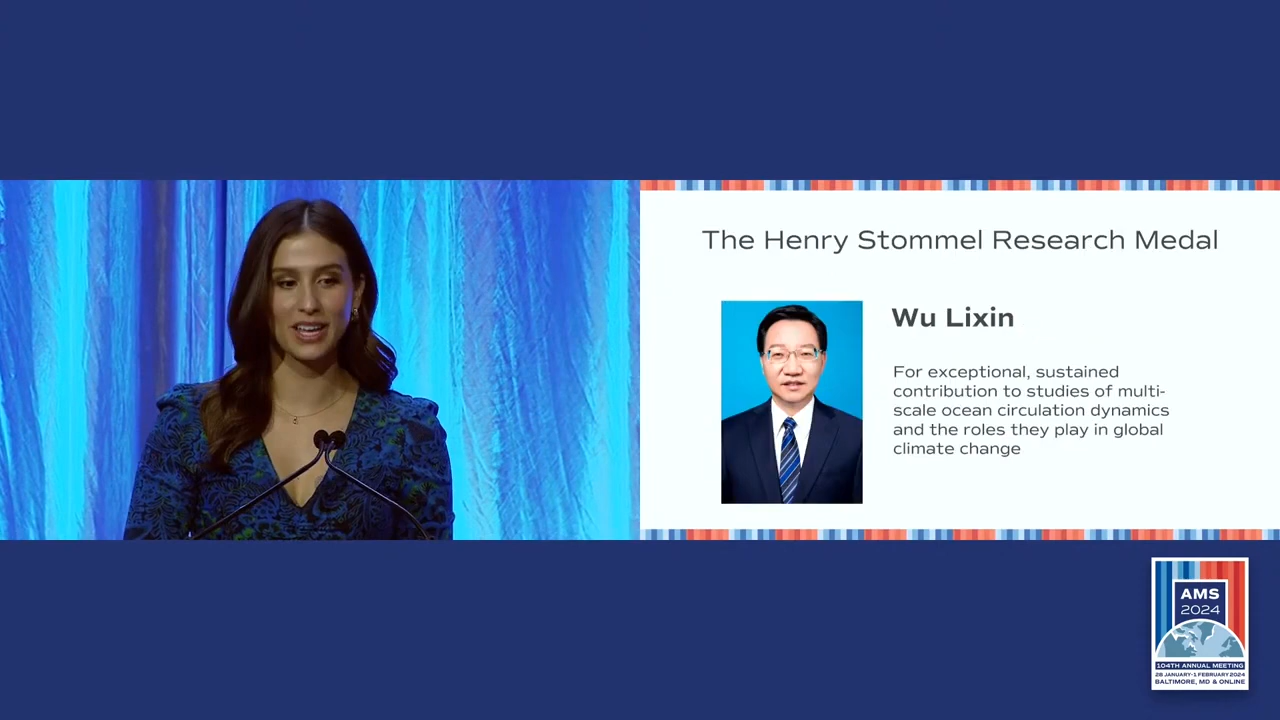 The Henry Stommel Research Medal
Wu Lixin
For exceptional, sustained
contribution to studies of multi-
scale ocean circulation dynamics
and the roles they play in global
climate change
AMS
2024
104TH ANNUAL MEETING
28 JANUARY-1 FEBRUARY 2024
BALTIMORE, MD & ONLINE